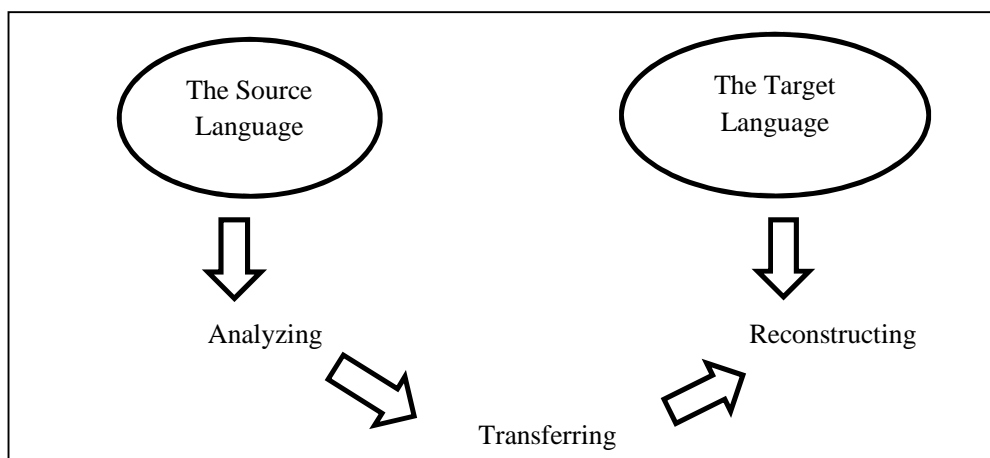 The Source
Language
The Target
Language
Analyzing
Reconstructing
Transferring